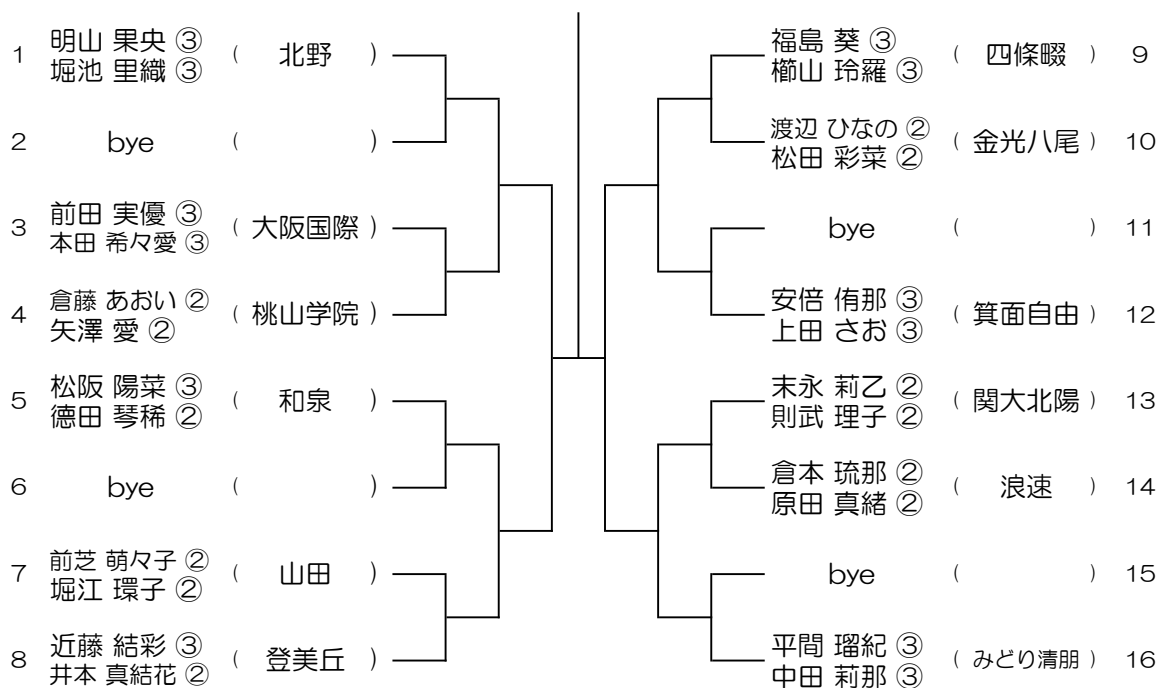 1 明山 果央 ③ ( 北野 )
堀池 里織 ③
2 bye ( )
3 前田 実優 ③ ( 大阪国際 )
本田 希々愛 ③
4 倉藤 あおい ② ( 桃山学院 )
矢澤 愛 ②
5 松阪 陽菜 ③ ( 和泉 )
德田 琴稀 ②
6 bye ( )
7 前芝 萌々子 ② ( 山田 )
堀江 環子 ②
8 近藤 結彩 ③ ( 登美丘 )
井本 真結花 ②
福島 葵 ③ ( 四條畷 ) 9
櫛山 玲羅 ③
渡辺 ひなの ② ( 金光八尾 ) 10
松田 彩菜 ②
bye ( ) 11
安倍 侑那 ③ ( 箕面自由 ) 12
上田 さお ③
末永 莉乙 ② ( 関大北陽 ) 13
則武 理子 ②
倉本 琉那 ② ( 浪速 ) 14
原田 真緒 ②
bye ( ) 15
平間 瑠紀 ③ ( みどり清朋 ) 16
中田 莉那 ③